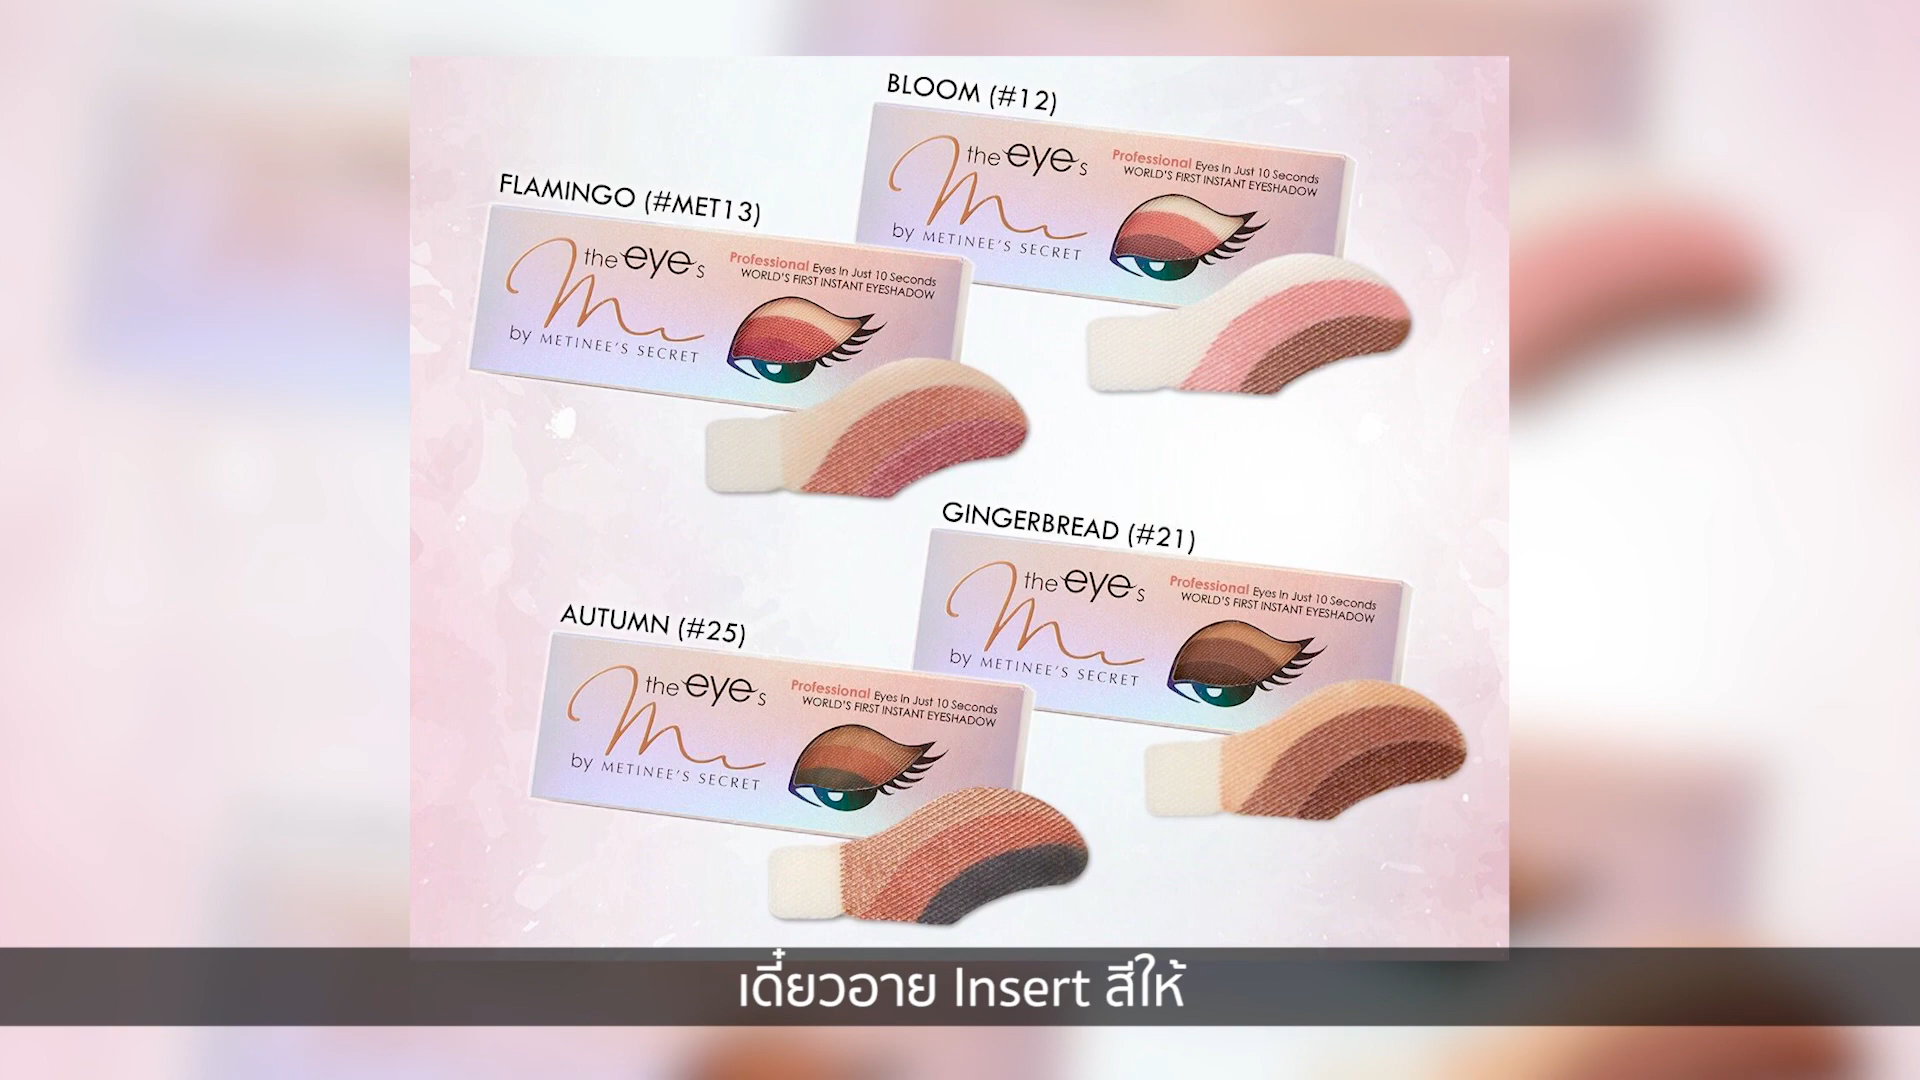 BLOOM (#12)
the eye's
Professional Eyes In Just 10 Seconds
WORLD'S FIRST INSTANT EYESHADOW
by METINEE'S SECRET
FLAMINGO (#MET13)
the eye's
Professional Eyes In Just 10 Seconds
WORLD'S FIRST INSTANT EYESHADOW
by METINEE'S SECRET
GINGERBREAD (#21)
the eye's
Professional Eyes In Just 10 Seconds
WORLD'S FIRST INSTANT EYESHADOW
by METINEE'S SECRET
AUTUMN (#25)
the eye's
Professional Eyes In Just 10 Seconds
WORLD'S FIRST INSTANT EYESHADOW
by METINEE'S SECRET
เดี๋ยวอาย Insert สีให้